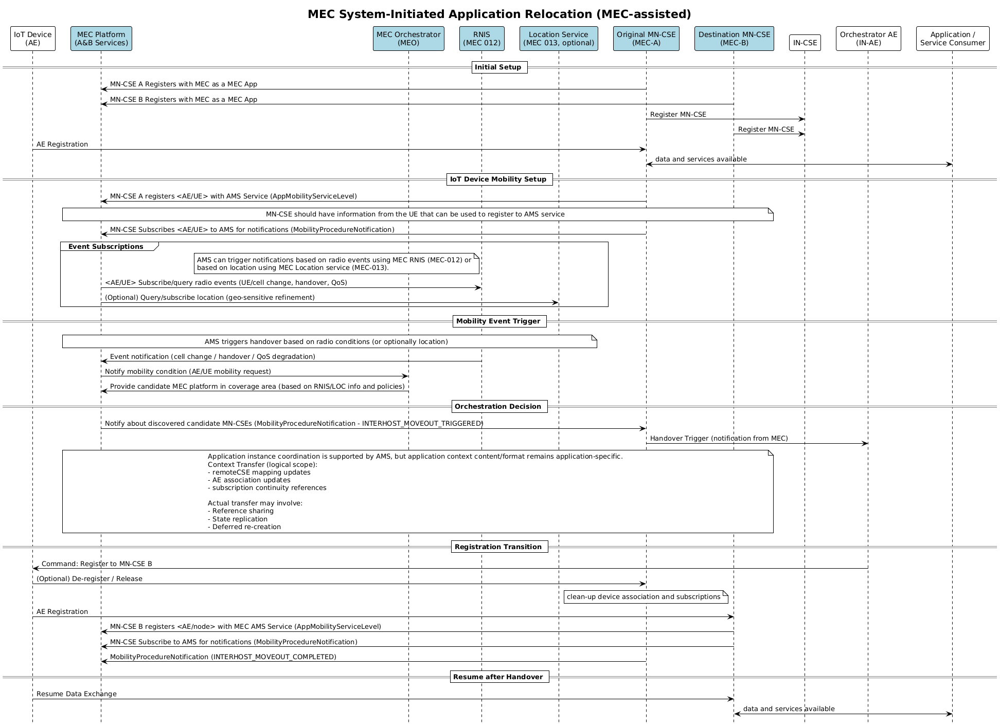 MEC System-Initiated Application Relocation (MEC-assisted)
IoT Device
(AE)
MEC Platform
(A&B Services)
MEC Orchestrator
(MEO)
RNIS
(MEC 012)
Location Service
(MEC 013, optional)
Original MN-CSE
(MEC-A)
Destination MN-CSE
(MEC-B)
IN-CSE
Orchestrator AE
(IN-AE)
Application /
Service Consumer
Initial Setup
MN-CSE A Registers with MEC as a MEC App
MN-CSE B Registers with MEC as a MEC App
Register MN-CSE
Register MN-CSE
AE Registration
data and services available
IoT Device Mobility Setup
MN-CSE A registers <AE/UE> with AMS Service (AppMobilityServiceLevel)
MN-CSE should have information from the UE that can be used to register to AMS service
MN-CSE Subscribes <AE/UE> to AMS for notifications (MobilityProcedureNotification)
Event Subscriptions
AMS can trigger notifications based on radio events using MEC RNIS (MEC-012) or
based on location using MEC Location service (MEC-013).
<AE/UE> Subscribe/query radio events (UE/cell change, handover, QoS)
(Optional) Query/subscribe location (geo-sensitive refinement)
Mobility Event Trigger
AMS triggers handover based on radio conditions (or optionally location)
Event notification (cell change / handover / QoS degradation)
Notify mobility condition (AE/UE mobility request)
Provide candidate MEC platform in coverage area (based on RNIS/LOC info and policies)
Orchestration Decision
Notify about discovered candidate MN-CSEs (MobilityProcedureNotification - INTERHOST_MOVEOUT_TRIGGERED)
Handover Trigger (notification from MEC)
Application instance coordination is supported by AMS, but application context content/format remains application-specific.
Context Transfer (logical scope):
- remoteCSE mapping updates
- AE association updates
- subscription continuity references
Actual transfer may involve:
- Reference sharing
- State replication
- Deferred re-creation
Registration Transition
Command: Register to MN-CSE B
(Optional) De-register / Release
clean-up device association and subscriptions
AE Registration
MN-CSE B registers <AE/node> with MEC AMS Service (AppMobilityServiceLevel)
MN-CSE Subscribe to AMS for notifications (MobilityProcedureNotification)
MobilityProcedureNotification (INTERHOST_MOVEOUT_COMPLETED)
Resume after Handover
Resume Data Exchange
data and services available